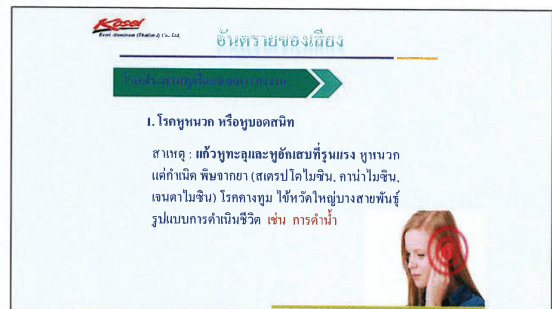 Kosei
Kosei Aluminum (Thailand) Co., Ltd.
อันตรายของเสียง
1. โรคหูหนวก หรือหูบอดสนิท
สาเหตุ : แก้วหูทะลุและหูอักเสบที่รุนแรง หูหนวก
แต่กำเนิด พิษจากยา (สเตรปโตไมซิน, คาน่าไมซิน,
เจนตาไมซิน) โรคคางทูม ไข้หวัดใหญ่บางสายพันธุ์
รูปแบบการดำเนินชีวิต เช่น การดำน้ำ